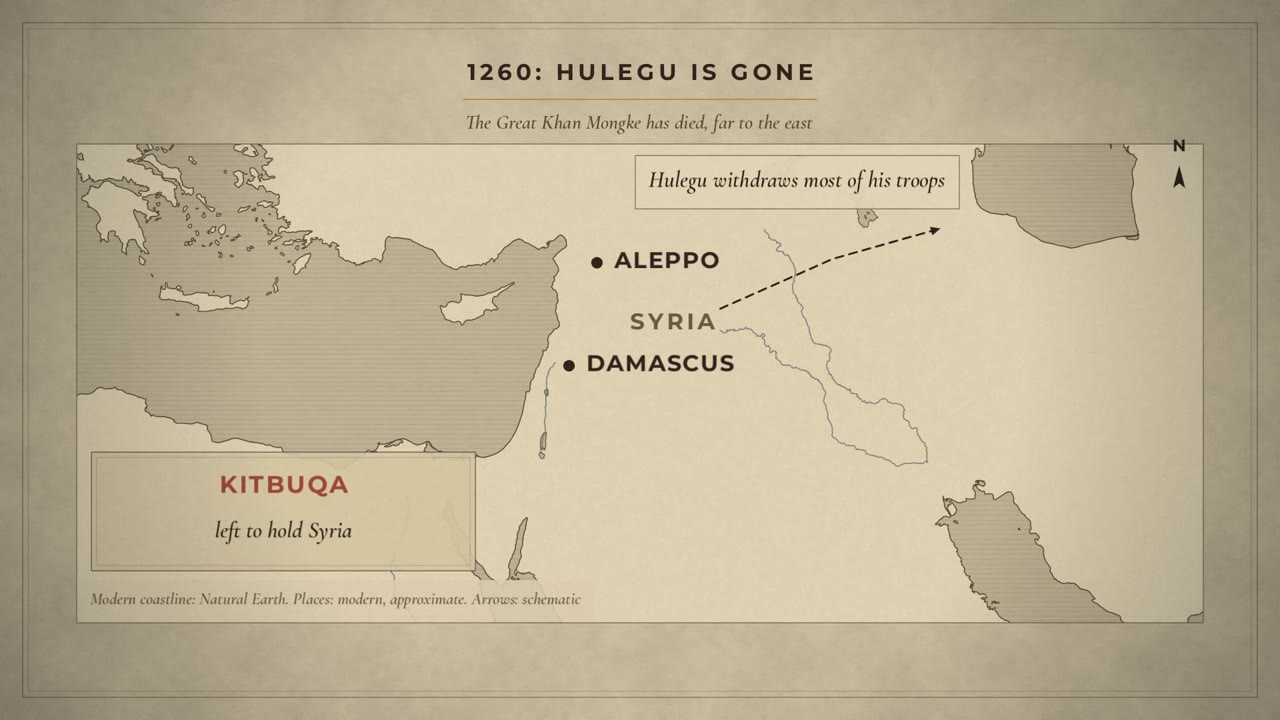 1260: HULEGU IS GONE
The Great Khan Mongke has died, far to the east
N
Hulegu withdraws most of his troops
ALEPPO
SYRIA
DAMASCUS
KITBUQA
left to hold Syria
Modern coastline: Natural Earth. Places: modern, approximate. Arrows: schematic